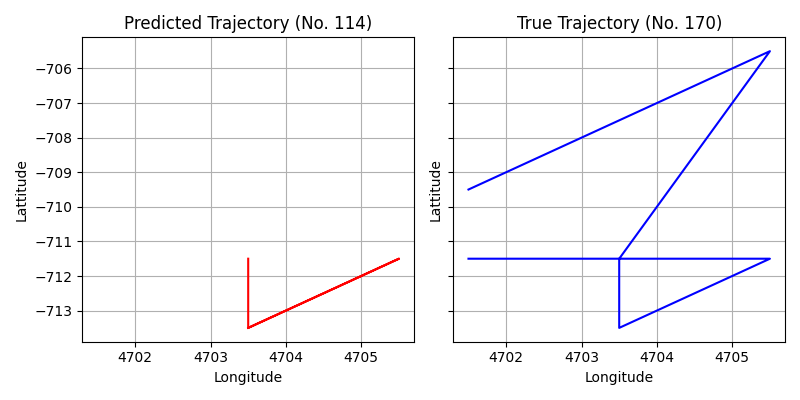 Predicted Trajectory (No. 114)
True Trajectory (No. 170)
−706
−707
−708
−709
−710
−711
−712
−713
Lattitude
Lattitude
4702 4703 4704 4705
4702 4703 4704 4705
Longitude
Longitude